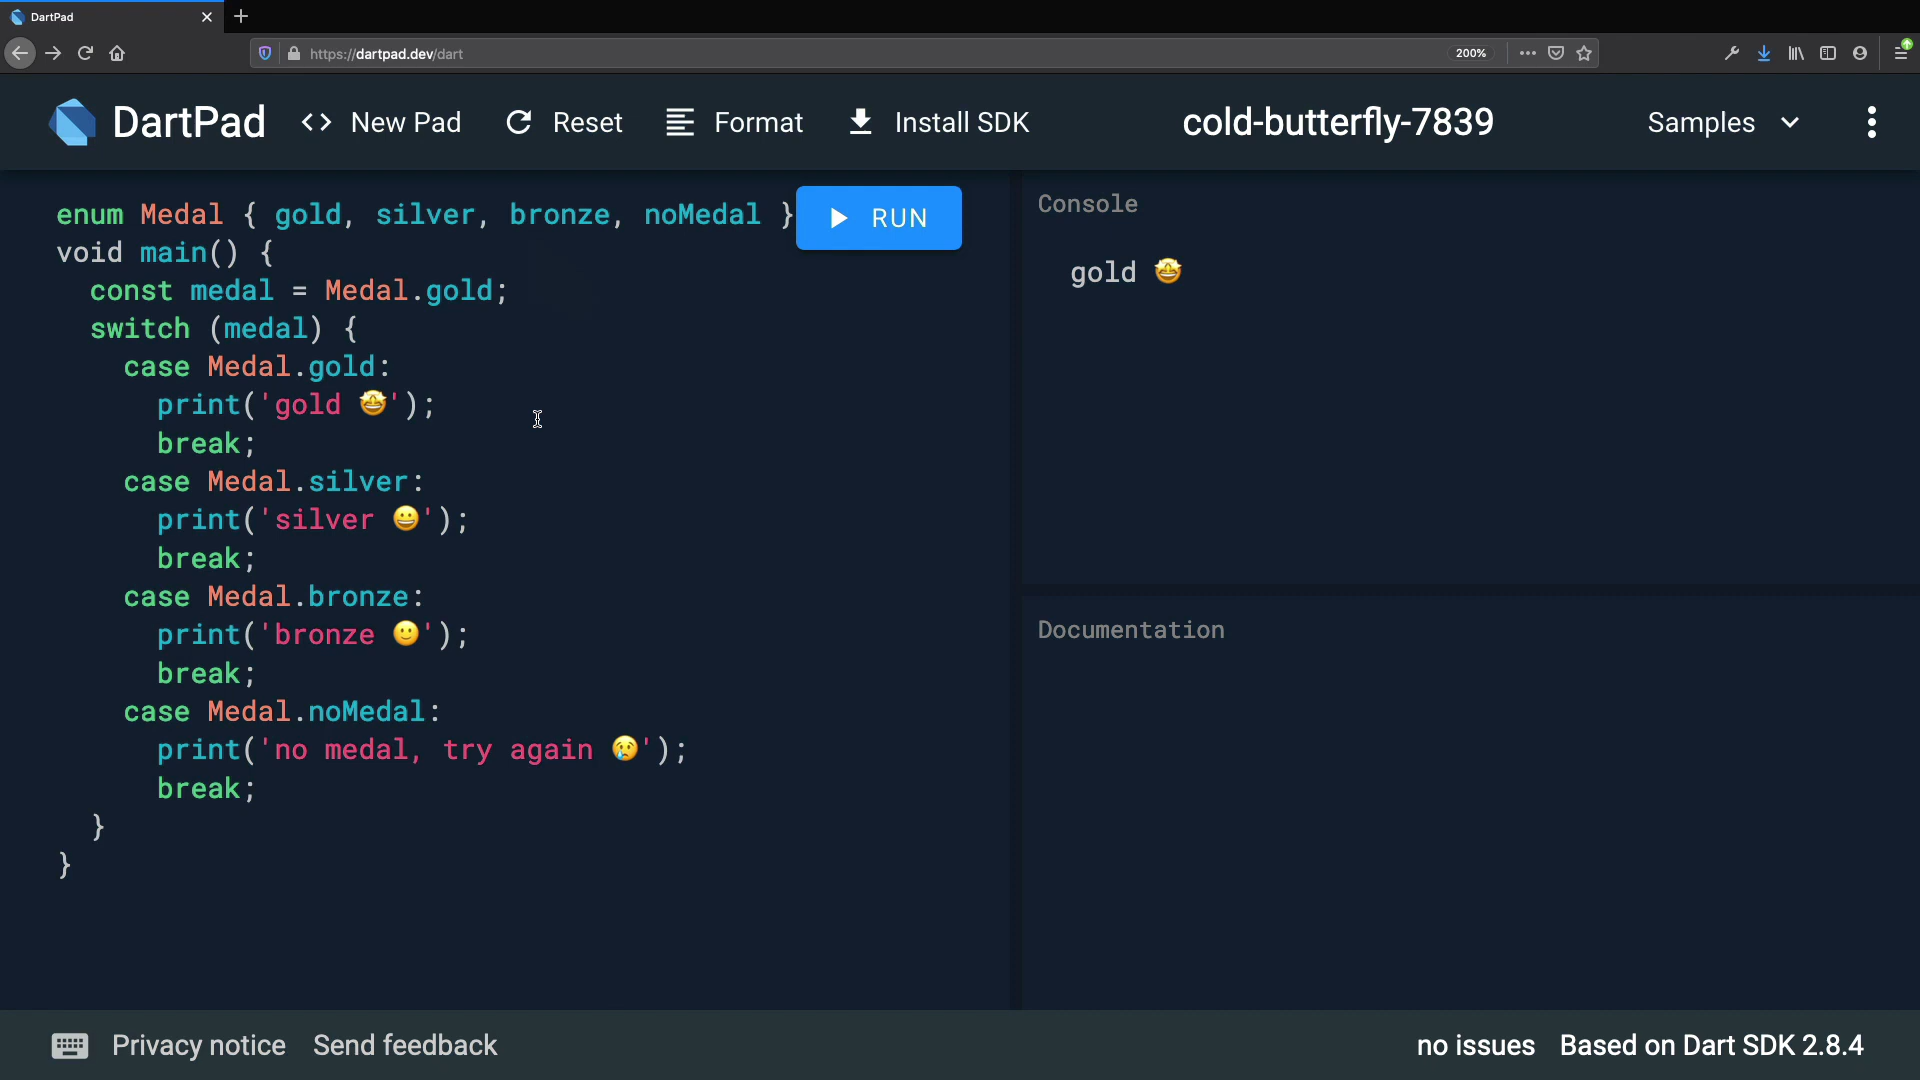 DartPad
https://dartpad.dev/dart
200%
DartPad
New Pad
Reset
Format
Install SDK
cold-butterfly-7839
Samples
enum Medal { gold, silver, bronze, noMedal }
void main() {
  const medal = Medal.gold;
  switch (medal) {
    case Medal.gold:
      print('gold 🤩');
      break;
    case Medal.silver:
      print('silver 😀');
      break;
    case Medal.bronze:
      print('bronze 🙂');
      break;
    case Medal.noMedal:
      print('no medal, try again 😢');
      break;
  }
}
RUN
Console
gold 🤩
Documentation
Privacy notice
Send feedback
no issues
Based on Dart SDK 2.8.4